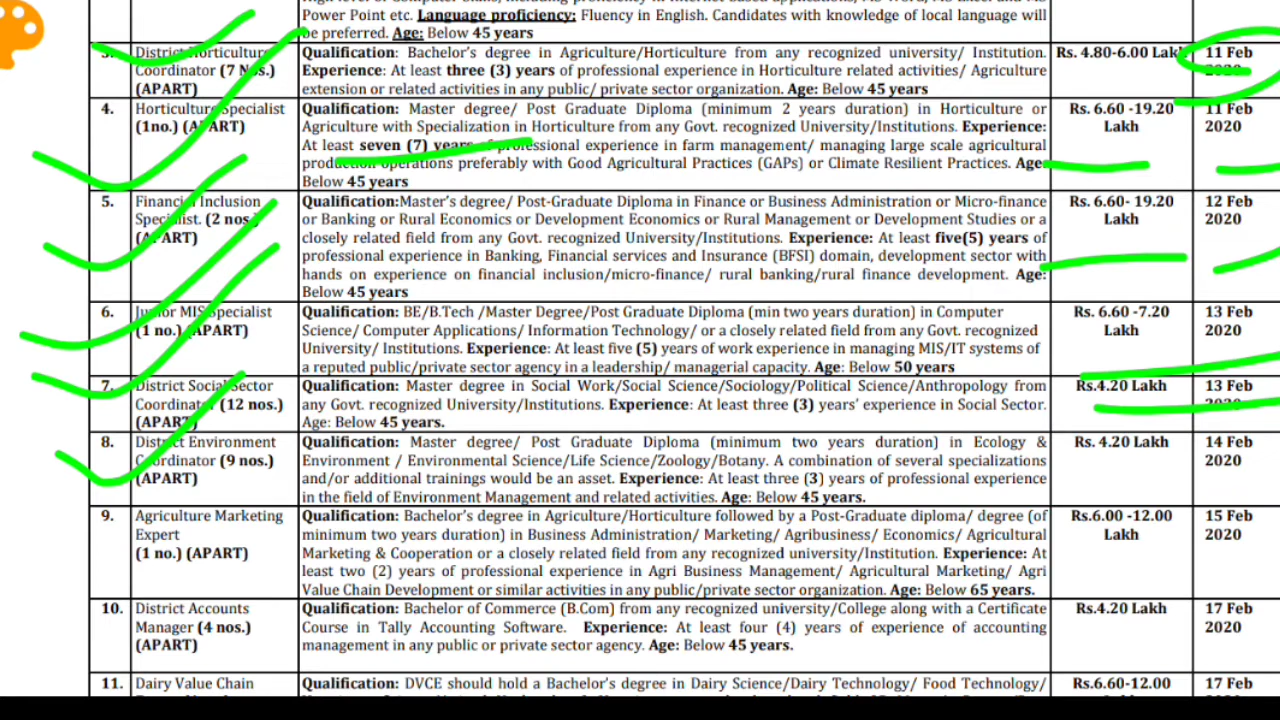 Power Point etc. Language proficiency: Fluency in English. Candidates with knowledge of local language will
be preferred. Age: Below 45 years
District Horticulture
Coordinator (7 Nos.)
(APART)
Qualification: Bachelor's degree in Agriculture/Horticulture from any recognized university/ Institution.
Experience: At least three (3) years of professional experience in Horticulture related activities/ Agriculture
extension or related activities in any public/ private sector organization. Age: Below 45 years
Rs. 4.80-6.00 Lakh
11 Feb
2020
4.
Horticulture Specialist
(1no.) (APART)
Qualification: Master degree/ Post Graduate Diploma (minimum 2 years duration) in Horticulture or
Agriculture with Specialization in Horticulture from any Govt. recognized University/Institutions. Experience:
At least seven (7) years of professional experience in farm management/ managing large scale agricultural
production operations preferably with Good Agricultural Practices (GAPs) or Climate Resilient Practices. Age:
Below 45 years
Rs. 6.60 -19.20
Lakh
11 Feb
2020
5.
Financial Inclusion
Specialist. (2 nos.)
(APART)
Qualification:Master's degree/ Post-Graduate Diploma in Finance or Business Administration or Micro-finance
or Banking or Rural Economics or Development Economics or Rural Management or Development Studies or a
closely related field from any Govt. recognized University/Institutions. Experience: At least five(5) years of
professional experience in Banking, Financial services and Insurance (BFSI) domain, development sector with
hands on experience on financial inclusion/micro-finance/ rural banking/rural finance development. Age:
Below 45 years
Rs. 6.60- 19.20
Lakh
12 Feb
2020
6.
Junior MIS Specialist
(1 no.) (APART)
Qualification: BE/B.Tech /Master Degree/Post Graduate Diploma (min two years duration) in Computer
Science/ Computer Applications/ Information Technology/ or a closely related field from any Govt. recognized
University/ Institutions. Experience: At least five (5) years of work experience in managing MIS/IT systems of
a reputed public/private sector agency in a leadership/ managerial capacity. Age: Below 50 years
Rs. 6.60 -7.20
Lakh
13 Feb
2020
7.
District Social Sector
Coordinator (12 nos.)
(APART)
Qualification: Master degree in Social Work/Social Science/Sociology/Political Science/Anthropology from
any Govt. recognized University/Institutions. Experience: At least three (3) years' experience in Social Sector.
Age: Below 45 years.
Rs.4.20 Lakh
13 Feb
2020
8.
District Environment
Coordinator (9 nos.)
(APART)
Qualification: Master degree/ Post Graduate Diploma (minimum two years duration) in Ecology &
Environment / Environmental Science/Life Science/Zoology/Botany. A combination of several specializations
and/or additional trainings would be an asset. Experience: At least three (3) years of professional experience
in the field of Environment Management and related activities. Age: Below 45 years.
Rs. 4.20 Lakh
14 Feb
2020
9.
Agriculture Marketing
Expert
(1 no.) (APART)
Qualification: Bachelor's degree in Agriculture/Horticulture followed by a Post-Graduate diploma/ degree (of
minimum two years duration) in Business Administration/ Marketing/ Agribusiness/ Economics/ Agricultural
Marketing & Cooperation or a closely related field from any recognized university/institution. Experience: At
least two (2) years of professional experience in Agri Business Management/ Agricultural Marketing/ Agri
Value Chain Development or similar activities in any public/private sector organization. Age: Below 65 years.
Rs.6.00 -12.00
Lakh
15 Feb
2020
10.
District Accounts
Manager (4 nos.)
(APART)
Qualification: Bachelor of Commerce (B.Com) from any recognized university/College along with a Certificate
Course in Tally Accounting Software. Experience: At least four (4) years of experience of accounting
management in any public or private sector agency. Age: Below 45 years.
Rs.4.20 Lakh
17 Feb
2020
11.
Dairy Value Chain
Qualification: DVCE should hold a Bachelor's degree in Dairy Science/Dairy Technology/ Food Technology/
Rs.6.60-12.00
17 Feb